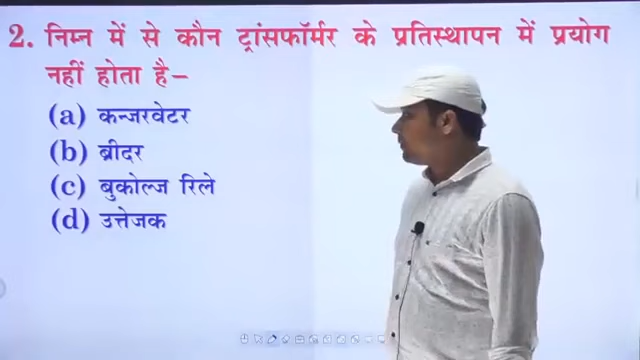 2. निम्न में से कौन ट्रांसफॉर्मर के प्रतिस्थापन में प्रयोग
नहीं होता है–
(a) कन्जरवेटर
(b) ब्रीदर
(c) बुकोल्ज रिले
(d) उत्तेजक